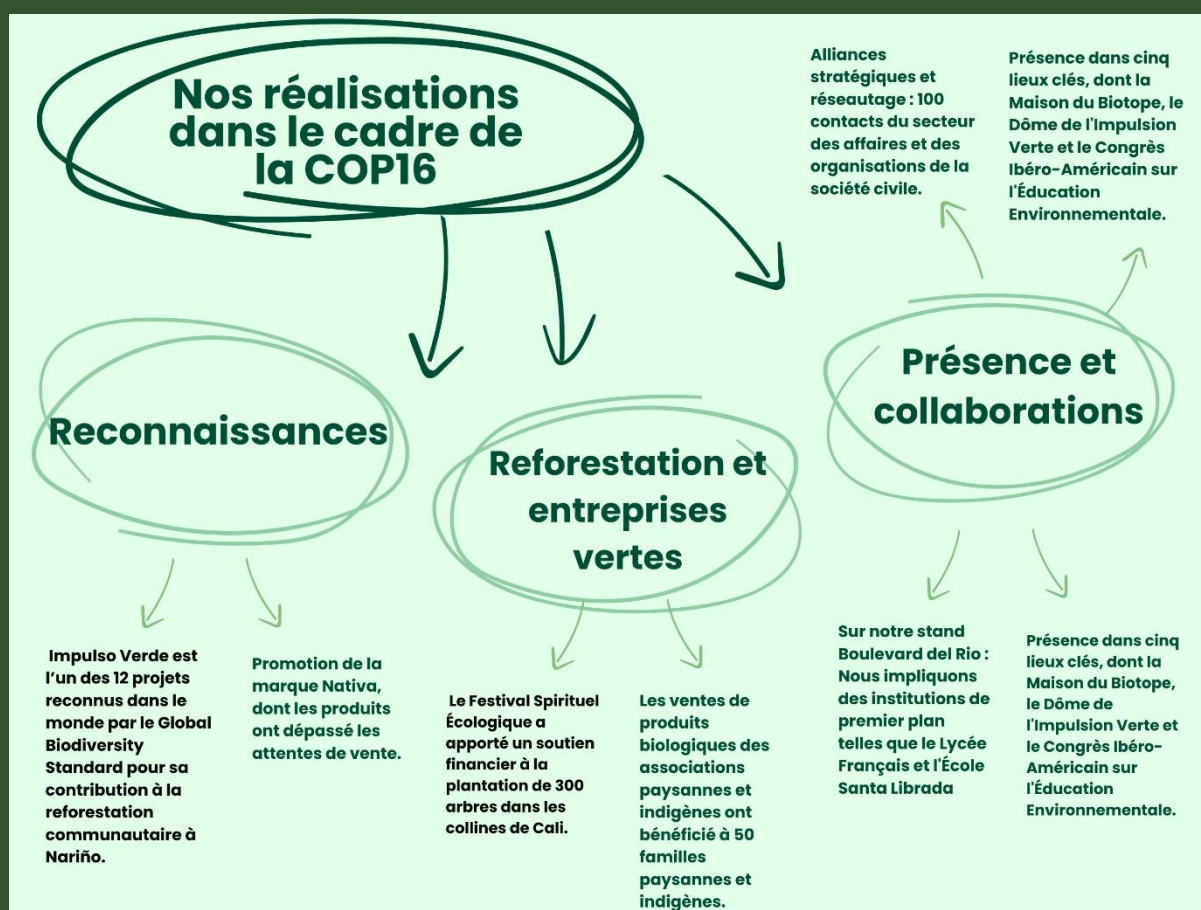 Nos réalisations
dans le cadre de
la COP16
Alliances
stratégiques et
réseautage : 100
contacts du secteur
des affaires et des
organisations de la
société civile.
Présence dans cinq
lieux clés, dont la
Maison du Biotope, le
Dôme de l'Impulsion
Verte et le Congrès
Ibéro-Américain sur
l'Éducation
Environnementale.
Reconnaissances
Reforestation et
entreprises
vertes
Présence et
collaborations
Impulso Verde est
l’un des 12 projets
reconnus dans le
monde par le Global
Biodiversity
Standard pour sa
contribution à la
reforestation
communautaire à
Nariño.
Promotion de la
marque Nativa,
dont les produits
ont dépassé les
attentes de vente.
Le Festival Spirituel
Écologique a
apporté un soutien
financier à la
plantation de 300
arbres dans les
collines de Cali.
Les ventes de
produits
biologiques des
associations
paysannes et
indigènes ont
bénéficié à 50
familles
paysannes et
indigènes.
Sur notre stand
Boulevard del Rio :
Nous impliquons
des institutions de
premier plan
telles que le Lycée
Français et l'École
Santa Librada
Présence dans cinq
lieux clés, dont la
Maison du Biotope,
le Dôme de
l'Impulsion Verte et
le Congrès Ibéro-
Américain sur
l'Éducation
Environnementale.